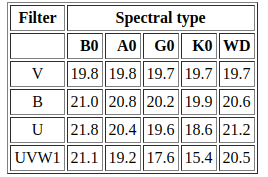 Filter Spectral type
B0 A0 G0 K0 WD
V 19.8 19.8 19.7 19.7 19.7
B 21.0 20.8 20.2 19.9 20.6
U 21.8 20.4 19.6 18.6 21.2
UVW1 21.1 19.2 17.6 15.4 20.5